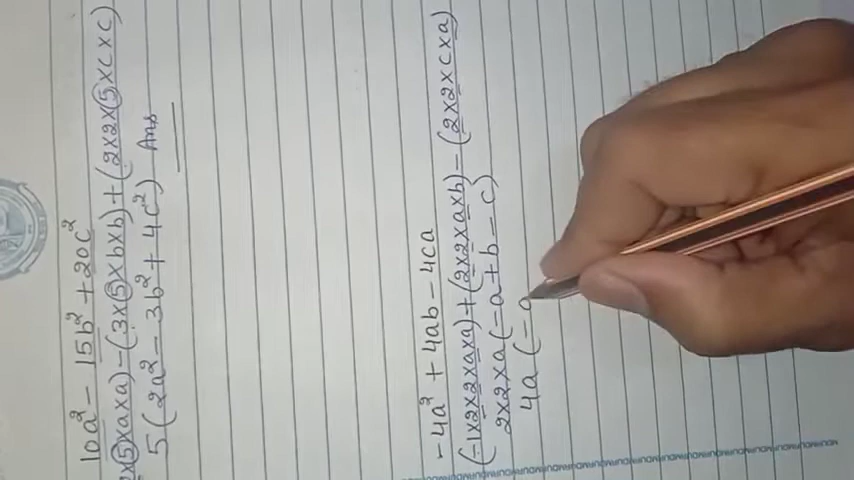 10a² - 15b² + 20c²
2×5×a×a) - (3×5×b×b) + (2×2×5×c×c)
5(2a² - 3b² + 4c²) Ans
-4a² + 4ab - 4ca
(-1×2×2×a×a) + (2×2×a×b) - (2×2×c×a)
2×2×a(-a+b-c)
4a(-a